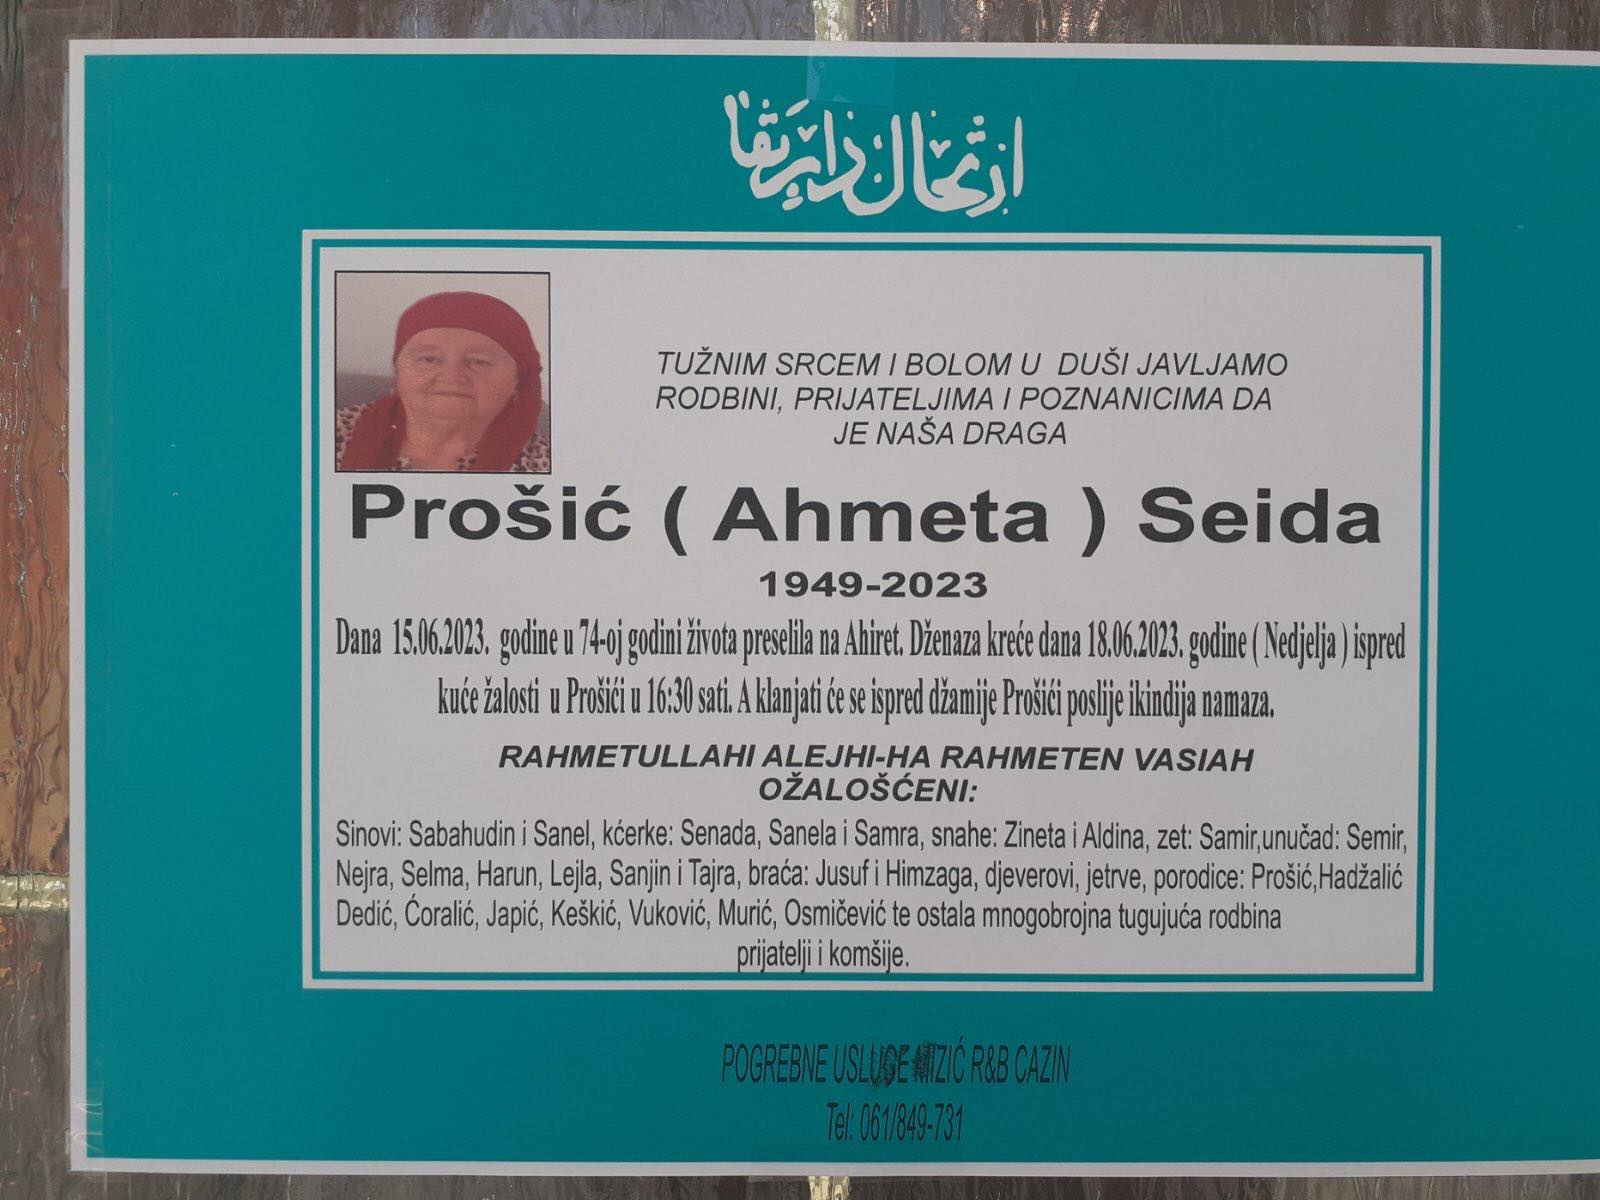 ارتحال دار بقا
TUŽNIM SRCEM I BOLOM U DUŠI JAVLJAMO
RODBINI, PRIJATELJIMA I POZNANICIMA DA
JE NAŠA DRAGA
Prošić ( Ahmeta ) Seida
1949-2023
Dana 15.06.2023. godine u 74-oj godini života preselila na Ahiret. Dženaza kreće dana 18.06.2023. godine ( Nedjelja ) ispred
kuće žalosti u Prošići u 16:30 sati. A klanjati će se ispred džamije Prošići poslije ikindija namaza.
RAHMETULLAHI ALEJHI-HA RAHMETEN VASIAH
OŽALOŠĆENI:
Sinovi: Sabahudin i Sanel, kćerke: Senada, Sanela i Samra, snahe: Zineta i Aldina, zet: Samir,unučad: Semir,
Nejra, Selma, Harun, Lejla, Sanjin i Tajra, braća: Jusuf i Himzaga, djeverovi, jetrve, porodice: Prošić,Hadžalić
Dedić, Ćoralić, Japić, Keškić, Vuković, Murić, Osmičević te ostala mnogobrojna tugujuća rodbina
prijatelji i komšije.
POGREBNE USLUGE MIZIĆ R&B CAZIN
Tel: 061/849-731